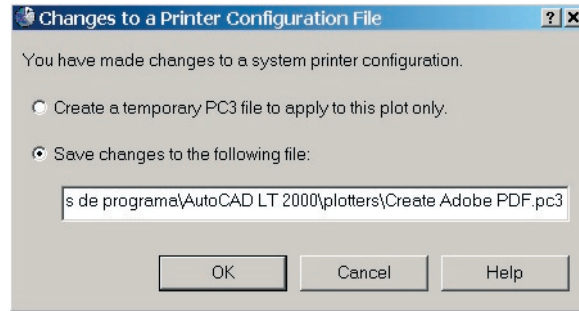 Changes to a Printer Configuration File
You have made changes to a system printer configuration.
Create a temporary PC3 file to apply to this plot only.
Save changes to the following file:
s de programa\AutoCAD LT 2000\plotters\Create Adobe PDF.pc3
OK Cancel Help